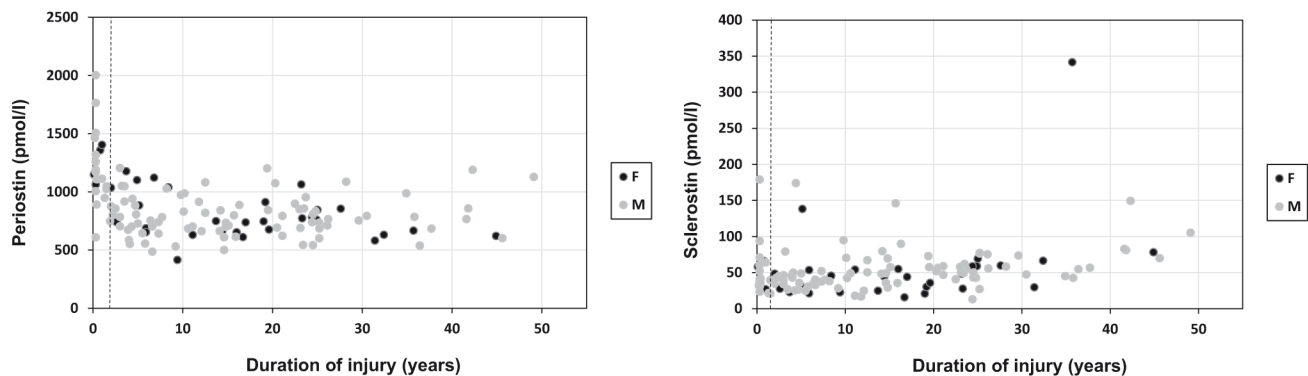 Periostin (pmol/l)
2500
2000
1500
1000
500
0
0 10 20 30 40 50
Duration of injury (years)
F
M
Sclerostin (pmol/l)
400
350
300
250
200
150
100
50
0
0 10 20 30 40 50
Duration of injury (years)
F
M